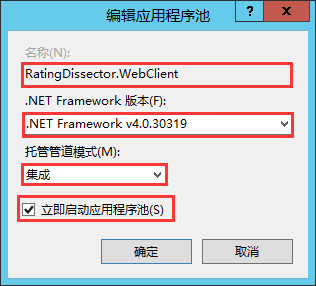 编辑应用程序池
?
名称(N):
RatingDissector.WebClient
.NET Framework 版本(F):
.NET Framework v4.0.30319
托管管道模式(M):
集成
立即启动应用程序池(S)
确定
取消